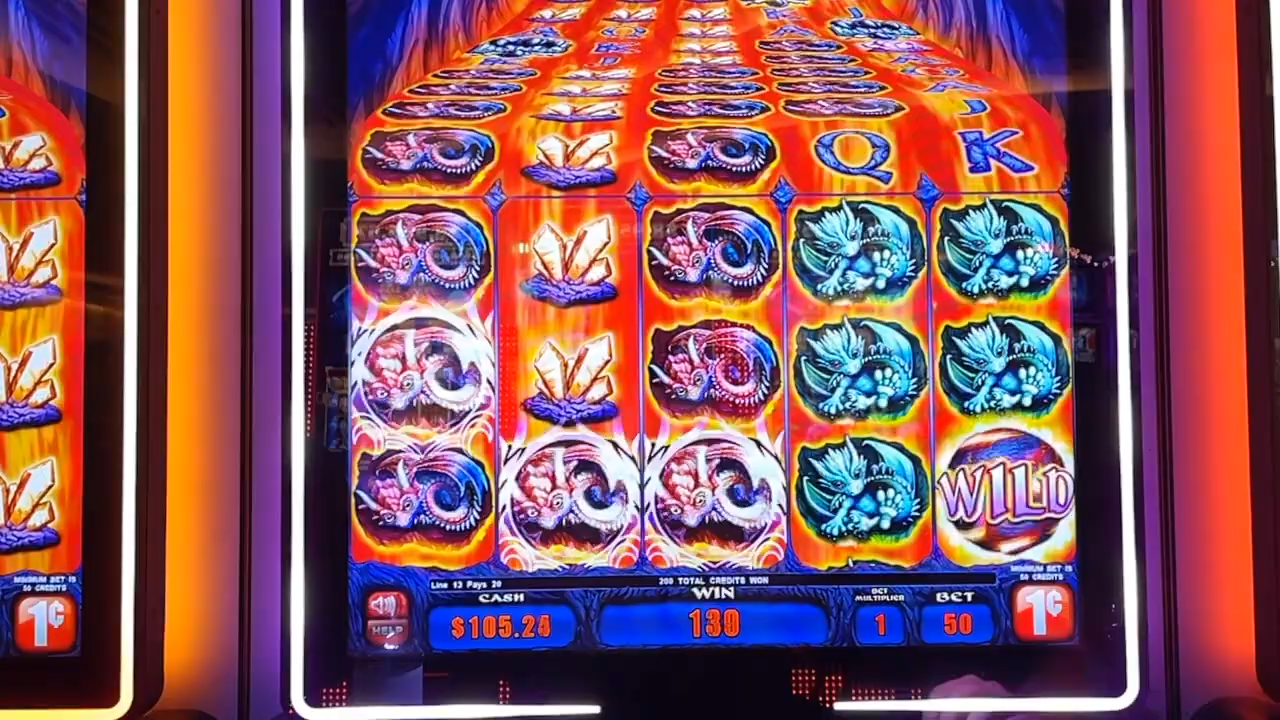 Q
K
J
Q
K
WILD
MINIMUM BET IS
50 CREDITS
1¢
Line 13 Pays 20
200 TOTAL CREDITS WON
MINIMUM BET IS
50 CREDITS
HELP
CASH
WIN
BET
MULTIPLIER
BET
$105.24
139
1
50
1¢